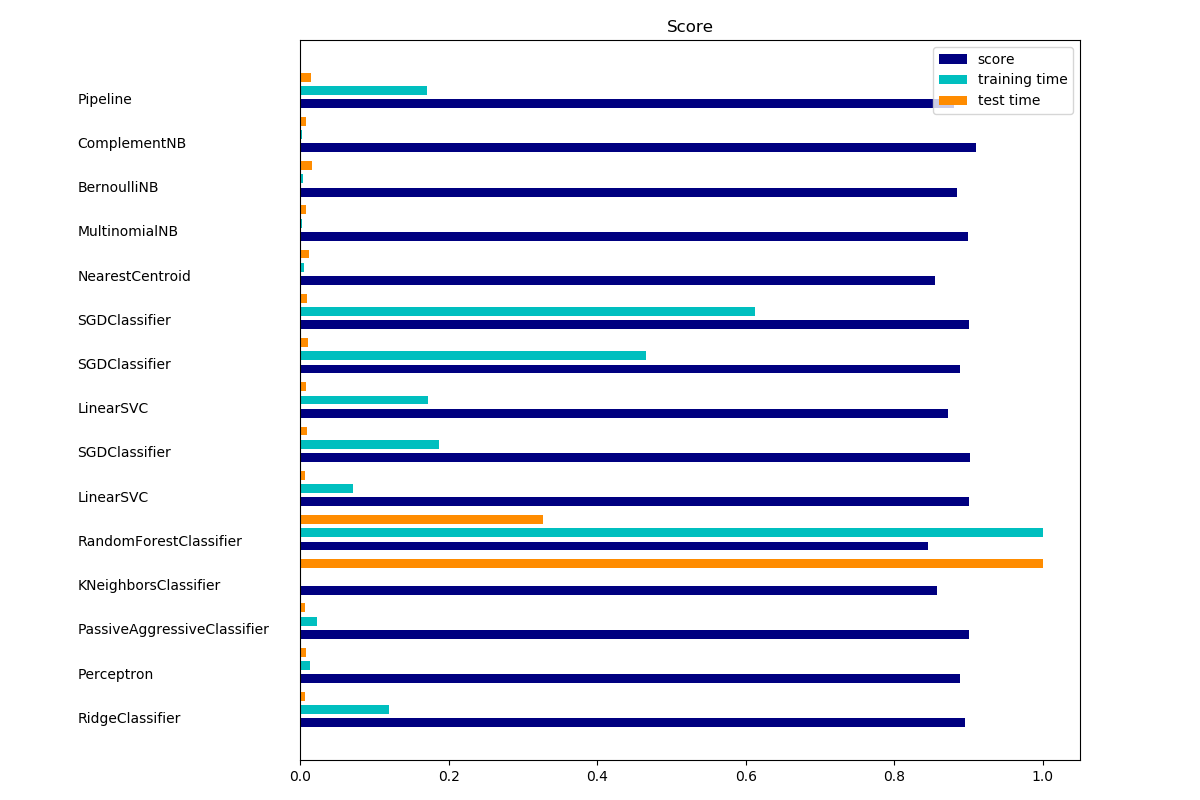 Score
score
training time
test time
Pipeline
ComplementNB
BernoulliNB
MultinomialNB
NearestCentroid
SGDClassifier
SGDClassifier
LinearSVC
SGDClassifier
LinearSVC
RandomForestClassifier
KNeighborsClassifier
PassiveAggressiveClassifier
Perceptron
RidgeClassifier
0.0 0.2 0.4 0.6 0.8 1.0